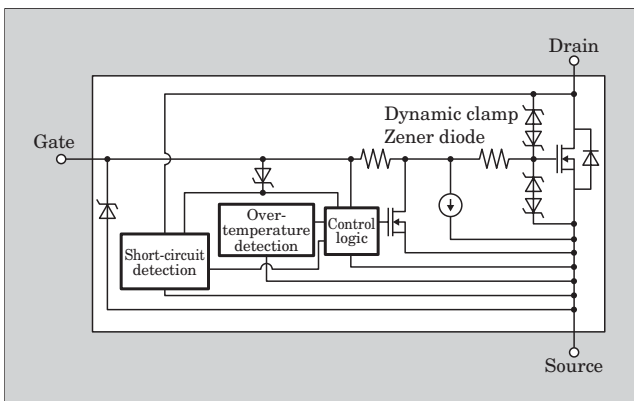 Drain
Dynamic clamp
Zener diode
Gate
Over-
temperature
detection
Control
logic
Short-circuit
detection
Source